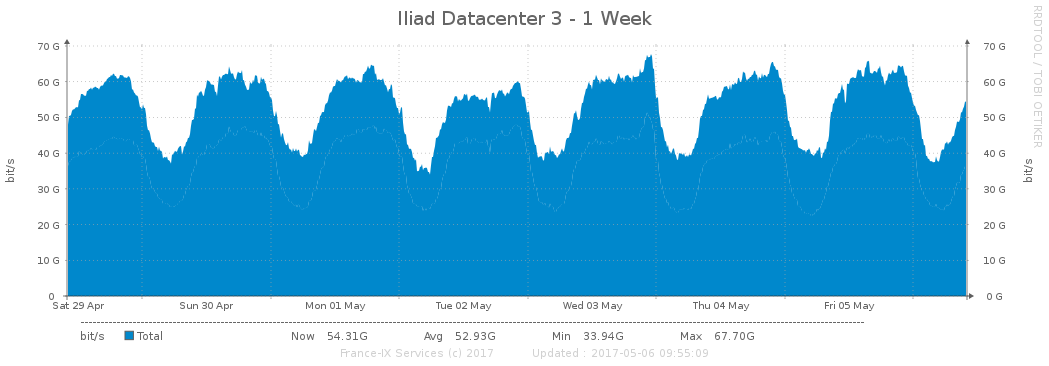 Iliad Datacenter 3 - 1 Week
RRDTOOL / TOBI OETIKER
70 G 70 G
60 G 60 G
50 G 50 G
40 G 40 G
30 G 30 G
20 G 20 G
10 G 10 G
0 0 G
bit/s bit/s
Sat 29 Apr Sun 30 Apr Mon 01 May Tue 02 May Wed 03 May Thu 04 May Fri 05 May
bit/s Total Now 54.31G Avg 52.93G Min 33.94G Max 67.70G
France-IX Services (c) 2017 Updated : 2017-05-06 09:55:09